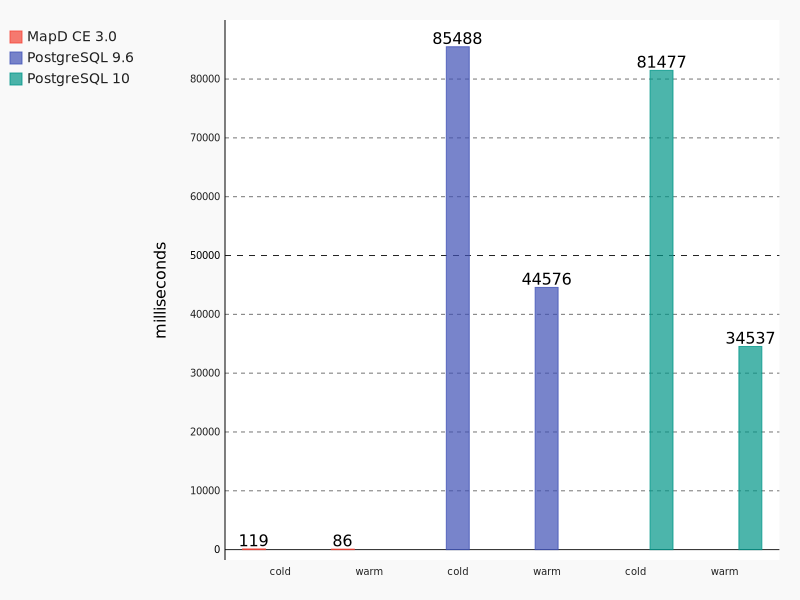 MapD CE 3.0
PostgreSQL 9.6
PostgreSQL 10
milliseconds
80000
70000
60000
50000
40000
30000
20000
10000
0
119
86
85488
44576
81477
34537
cold
warm
cold
warm
cold
warm